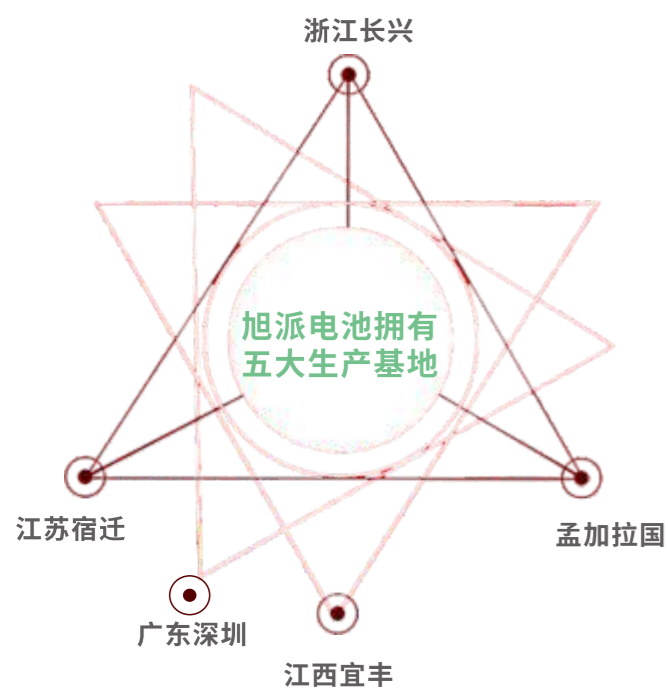 浙江长兴
旭派电池拥有
五大生产基地
江苏宿迁
孟加拉国
广东深圳
江西宜丰